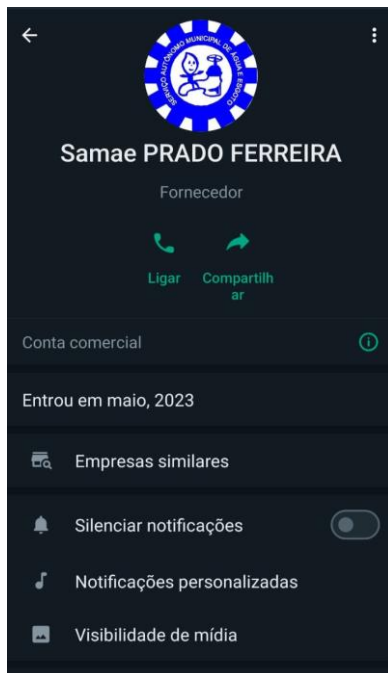 SERVIÇO AUTÔNOMO MUNICIPAL DE ÁGUA E ESGOTO
Samae PRADO FERREIRA
Fornecedor
Ligar
Compartilh
ar
Conta comercial
Entrou em maio, 2023
Empresas similares
Silenciar notificações
Notificações personalizadas
Visibilidade de mídia